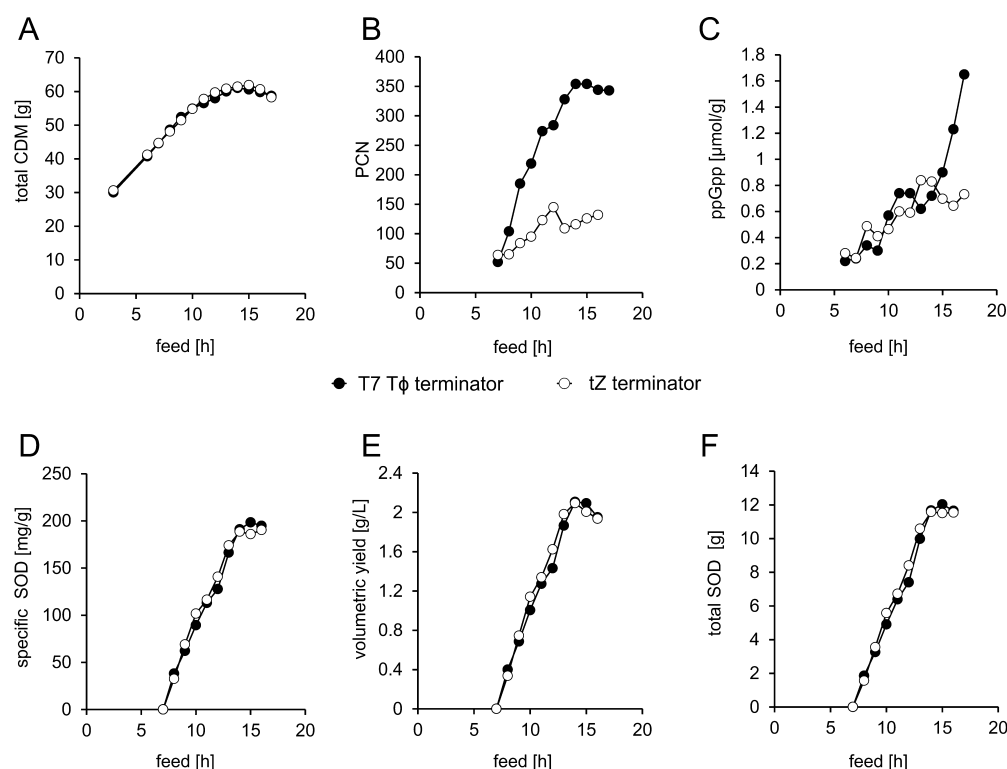 A
total CDM [g]
70
60
50
40
30
20
10
0
0 5 10 15 20
feed [h]
B
PCN
400
350
300
250
200
150
100
50
0
0 5 10 15 20
feed [h]
C
ppGpp [µmol/g]
1.8
1.6
1.4
1.2
1
0.8
0.6
0.4
0.2
0
0 5 10 15 20
feed [h]
T7 Tϕ terminator
tZ terminator
D
specific SOD [mg/g]
250
200
150
100
50
0
0 5 10 15 20
feed [h]
E
volumetric yield [g/L]
2.4
2
1.6
1.2
0.8
0.4
0
0 5 10 15 20
feed [h]
F
total SOD [g]
14
12
10
8
6
4
2
0
0 5 10 15 20
feed [h]